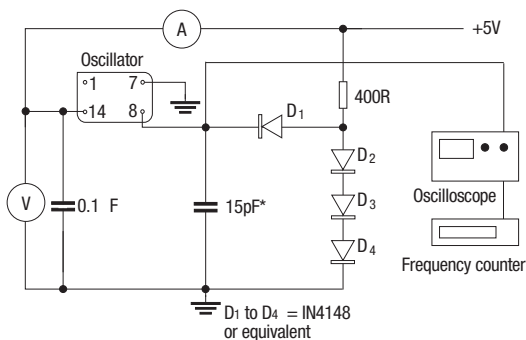 A
+5V
Oscillator
1
7
14
8
D1
400R
D2
D3
D4
V
0.1 F
15pF*
Oscilloscope
Frequency counter
D1 to D4 = IN4148
or equivalent